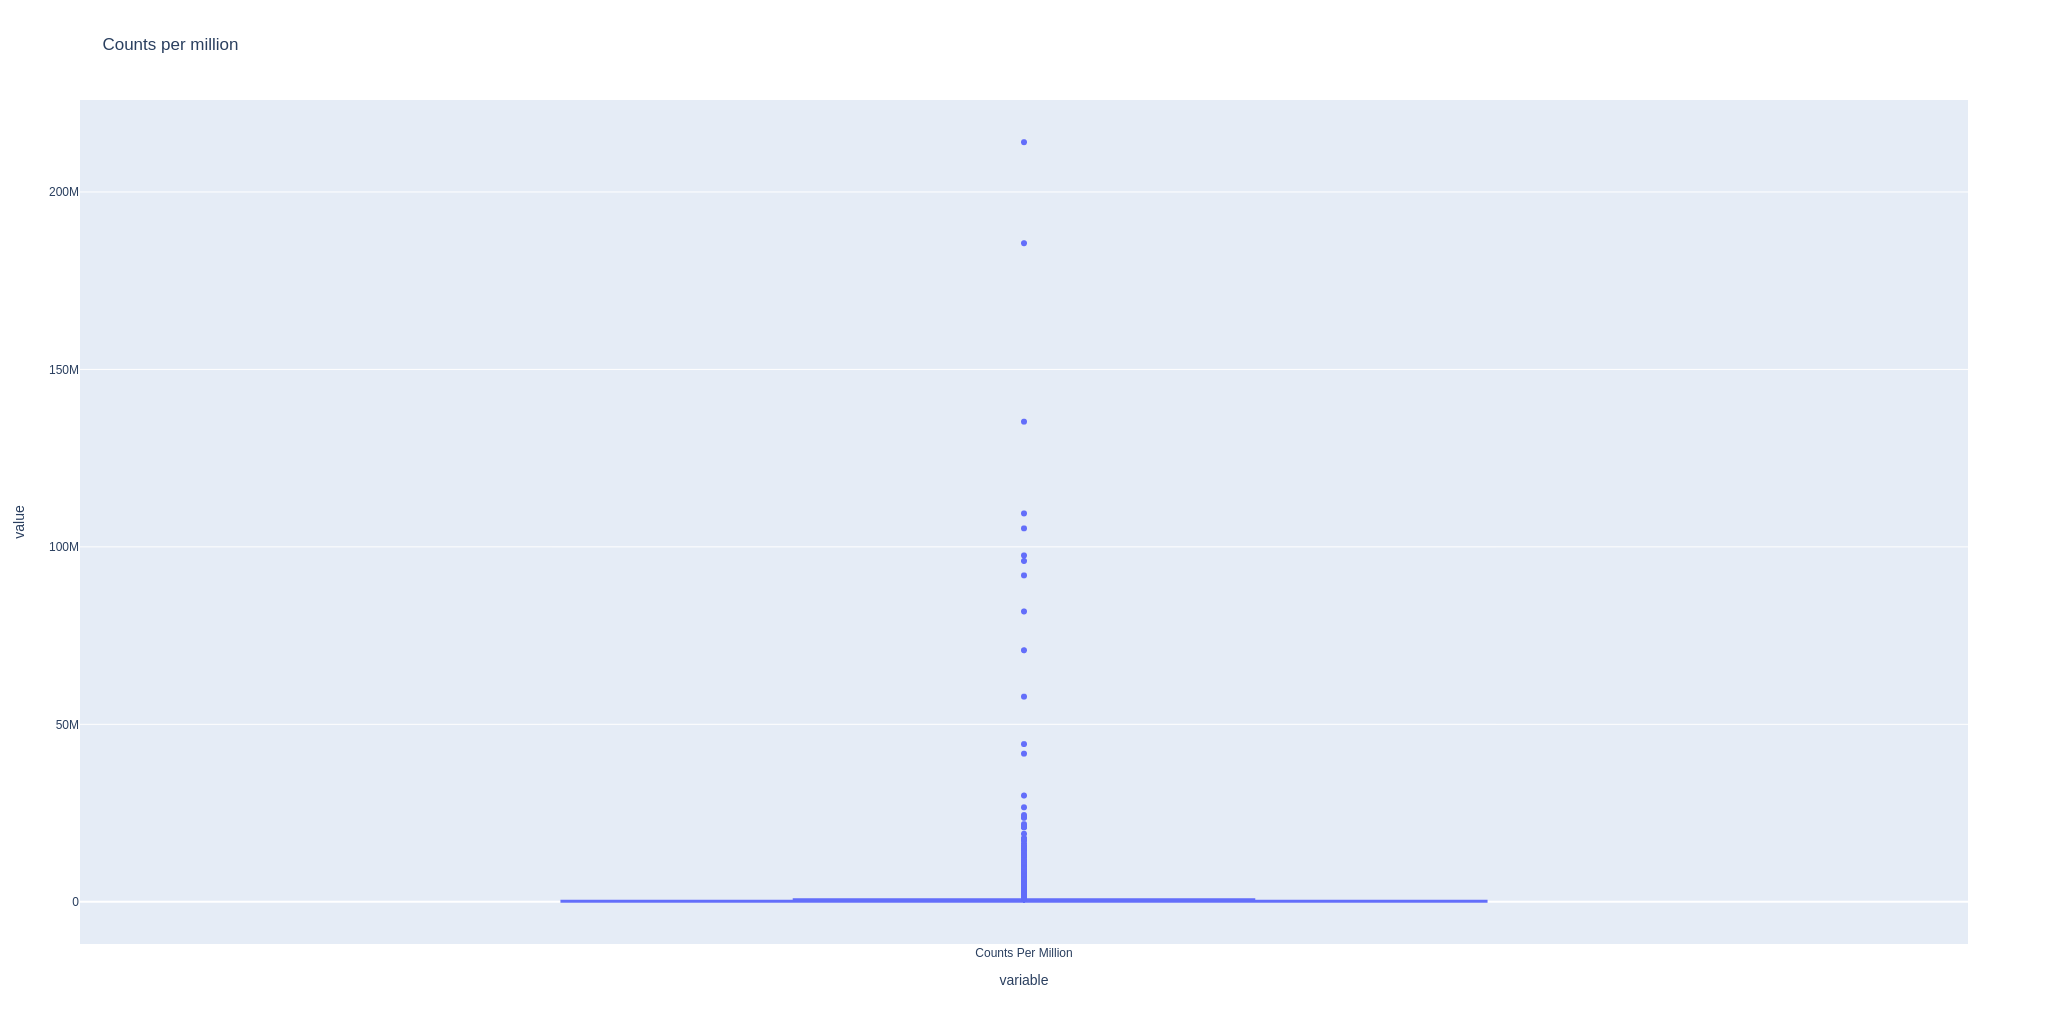 Counts per million
200M
150M
100M
50M
0
value
Counts Per Million
variable